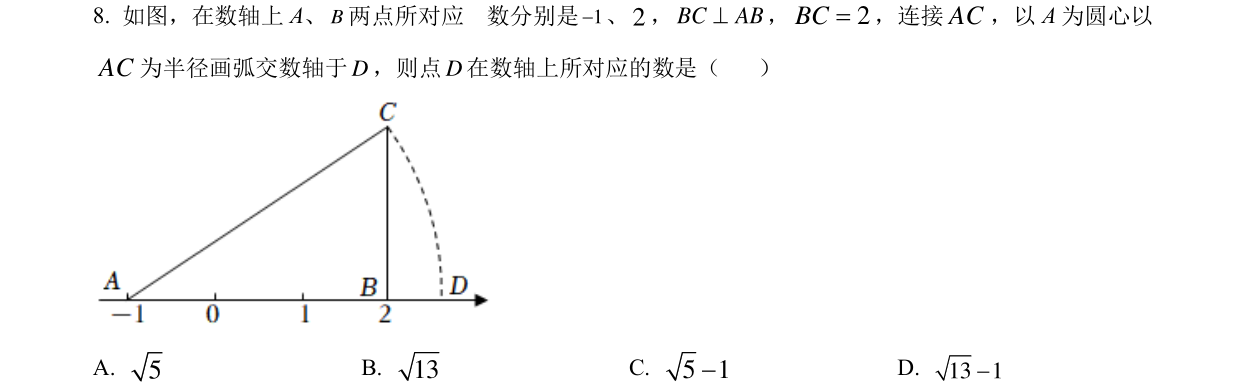 8. 如图，在数轴上 A、B 两点所对应 数分别是 −1、2，BC ⊥ AB，BC = 2，连接 AC，以 A 为圆心以
AC 为半径画弧交数轴于 D，则点 D 在数轴上所对应的数是（ ）
C
A B D
−1 0 1 2
A. √5 B. √13 C. √5 −1 D. √13 −1